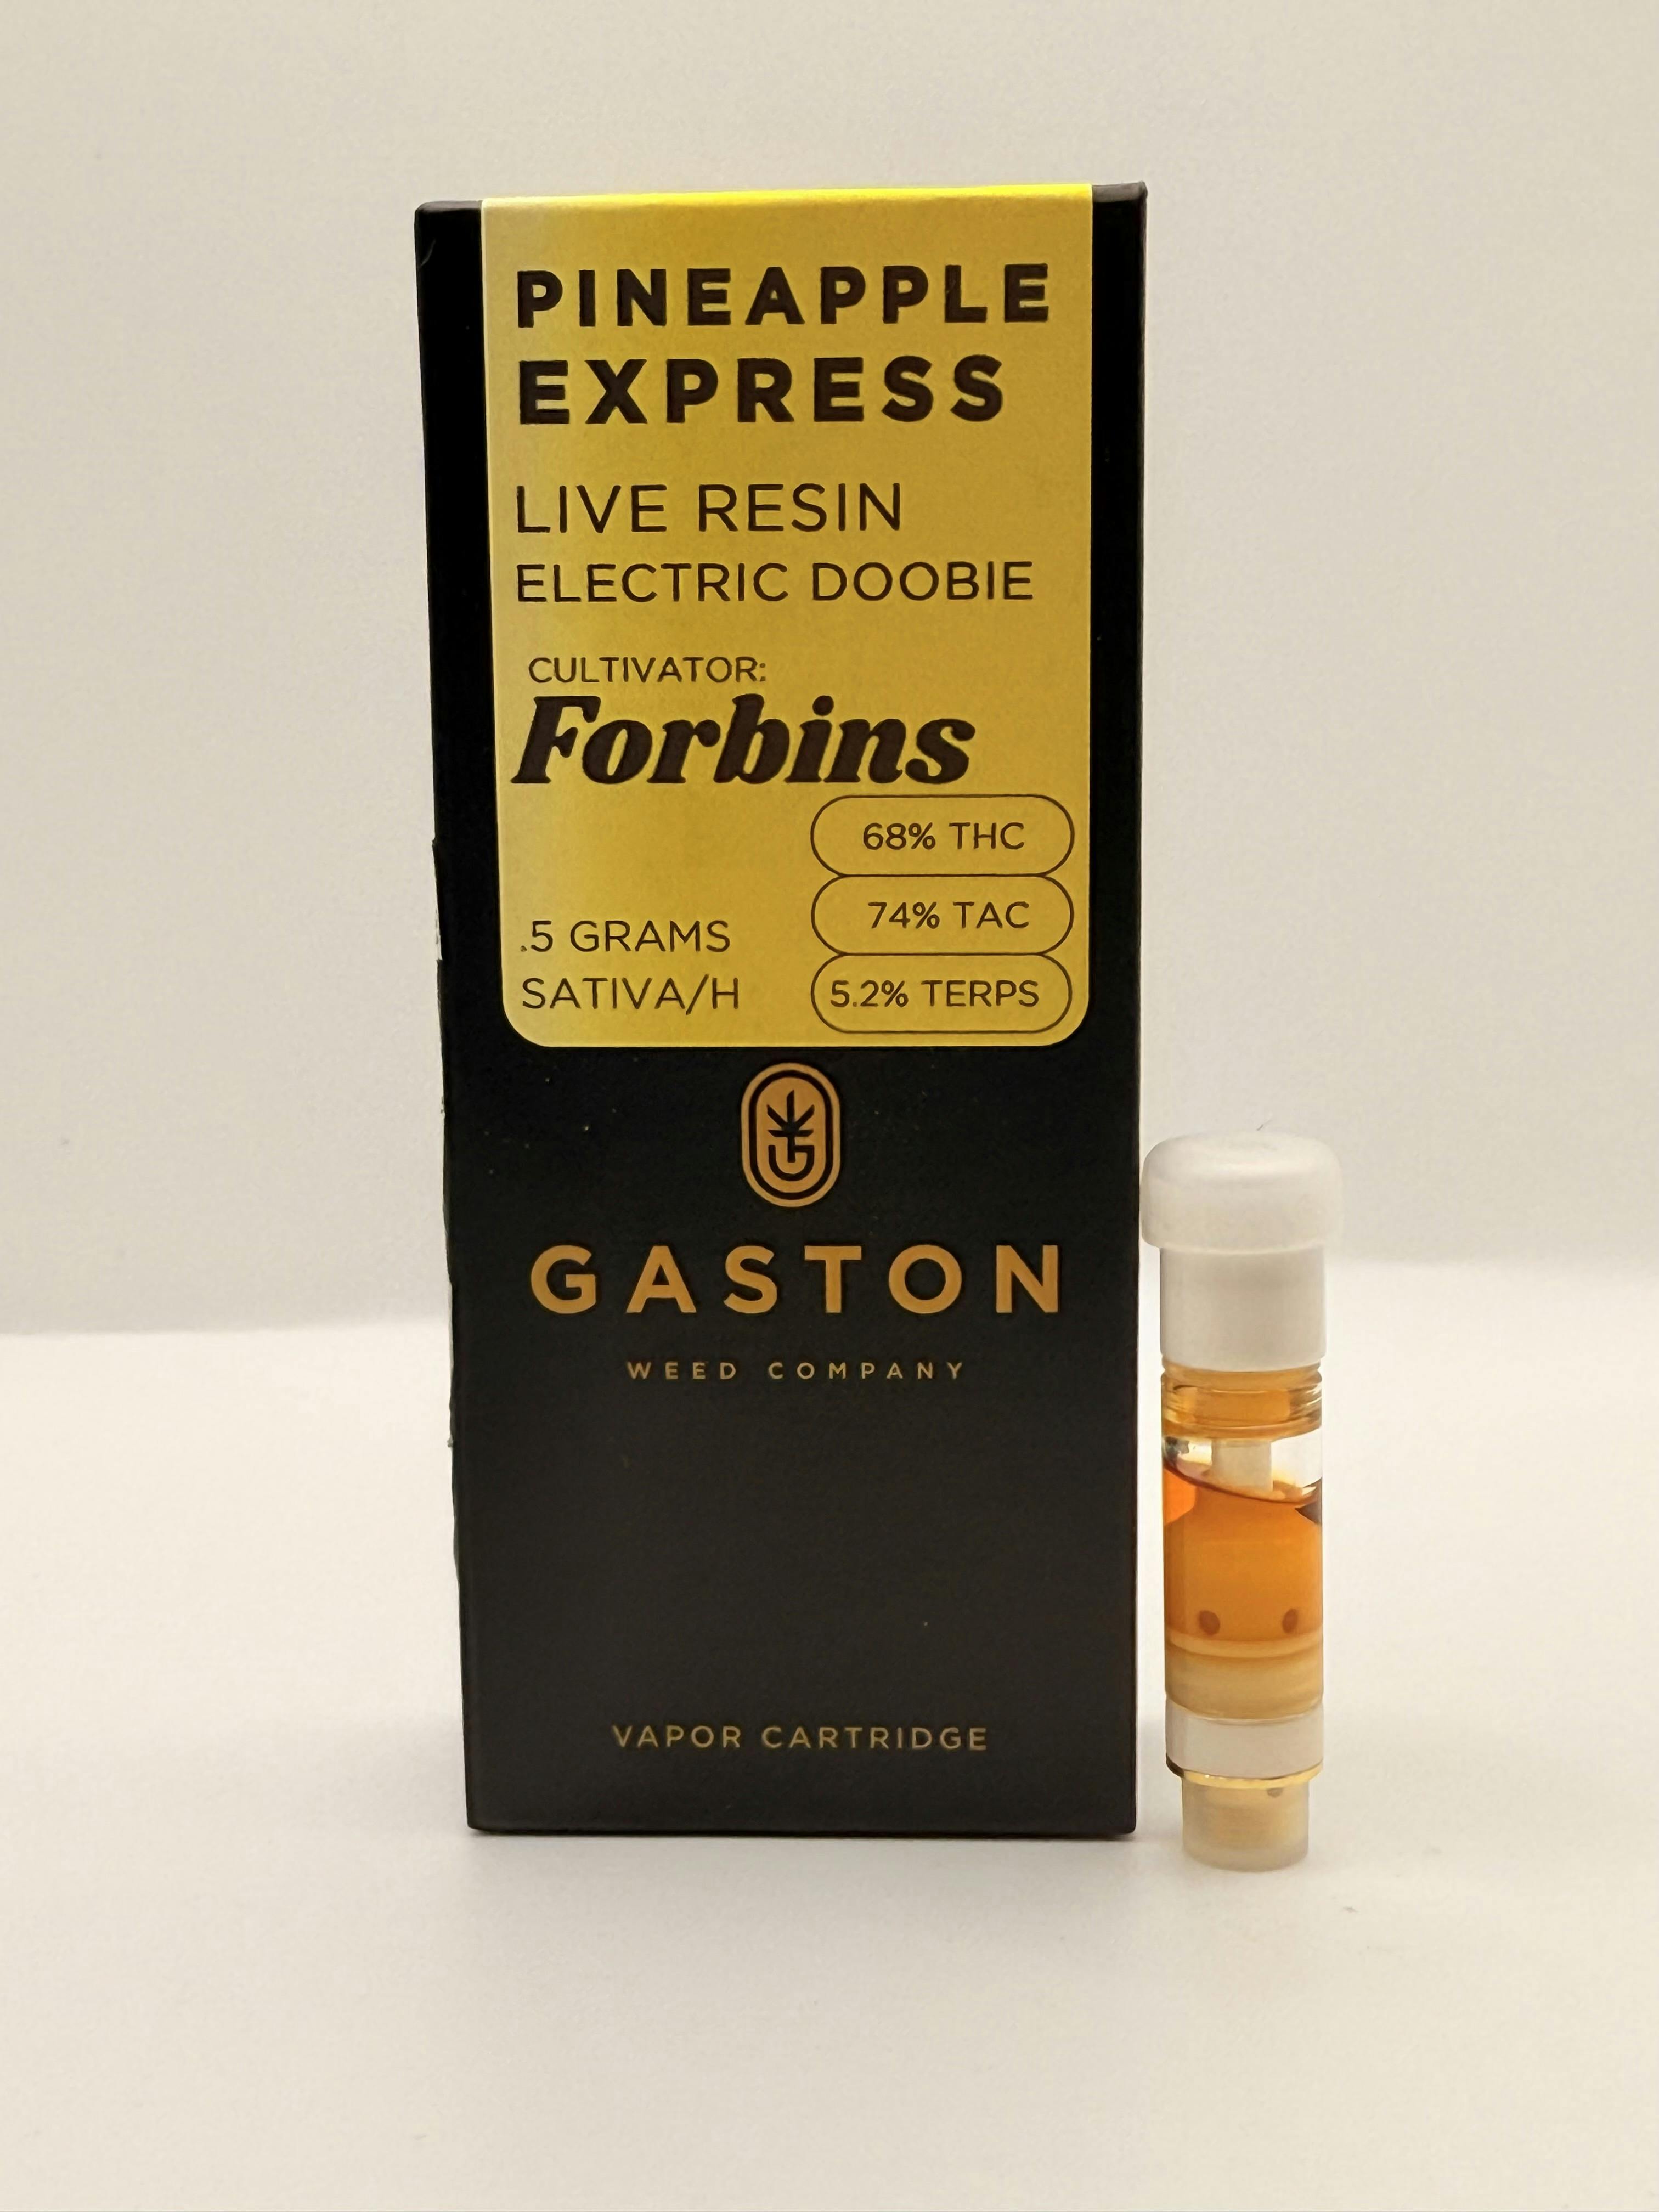 PINEAPPLE
EXPRESS
LIVE RESIN
ELECTRIC DOOBIE
CULTIVATOR:
Forbins
68% THC
74% TAC
5.2% TERPS
.5 GRAMS
SATIVA/H
G
GASTON
WEED COMPANY
VAPOR CARTRIDGE